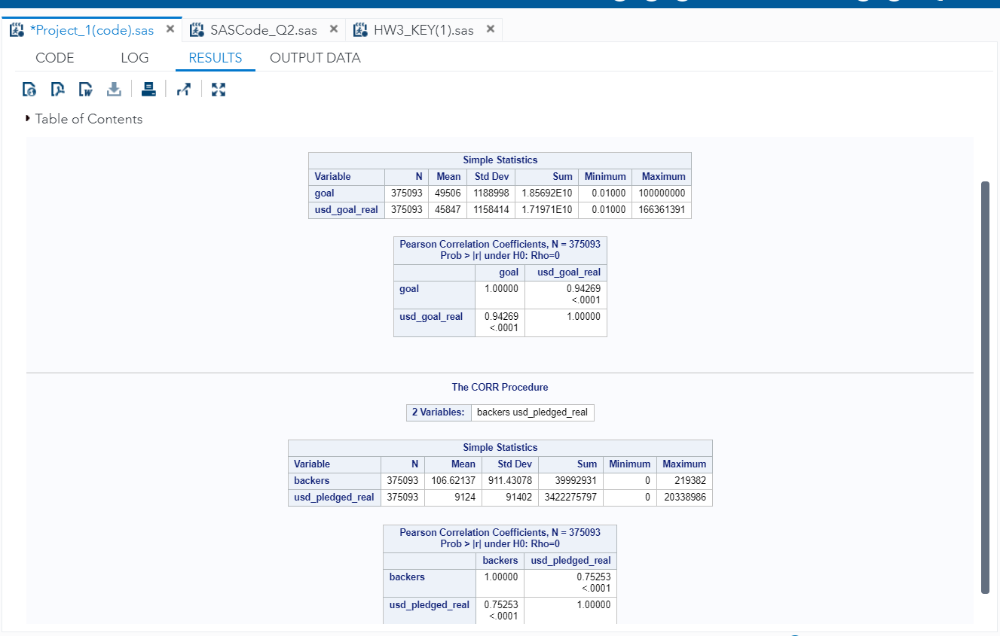 *Project_1(code).sas × SASCode_Q2.sas × HW3_KEY(1).sas ×
CODE LOG RESULTS OUTPUT DATA
Table of Contents
Simple Statistics
Variable N Mean Std Dev Sum Minimum Maximum
goal 375093 49506 1188998 1.85692E10 0.01000 100000000
usd_goal_real 375093 45847 1158414 1.71971E10 0.01000 166361391
Pearson Correlation Coefficients, N = 375093
Prob > |r| under H0: Rho=0
goal usd_goal_real
goal 1.00000 0.94269
<.0001
usd_goal_real 0.94269 1.00000
<.0001
The CORR Procedure
2 Variables: backers usd_pledged_real
Simple Statistics
Variable N Mean Std Dev Sum Minimum Maximum
backers 375093 106.62137 911.43078 39992931 0 219382
usd_pledged_real 375093 9124 91402 3422275797 0 20338986
Pearson Correlation Coefficients, N = 375093
Prob > |r| under H0: Rho=0
backers usd_pledged_real
backers 1.00000 0.75253
<.0001
usd_pledged_real 0.75253 1.00000
<.0001